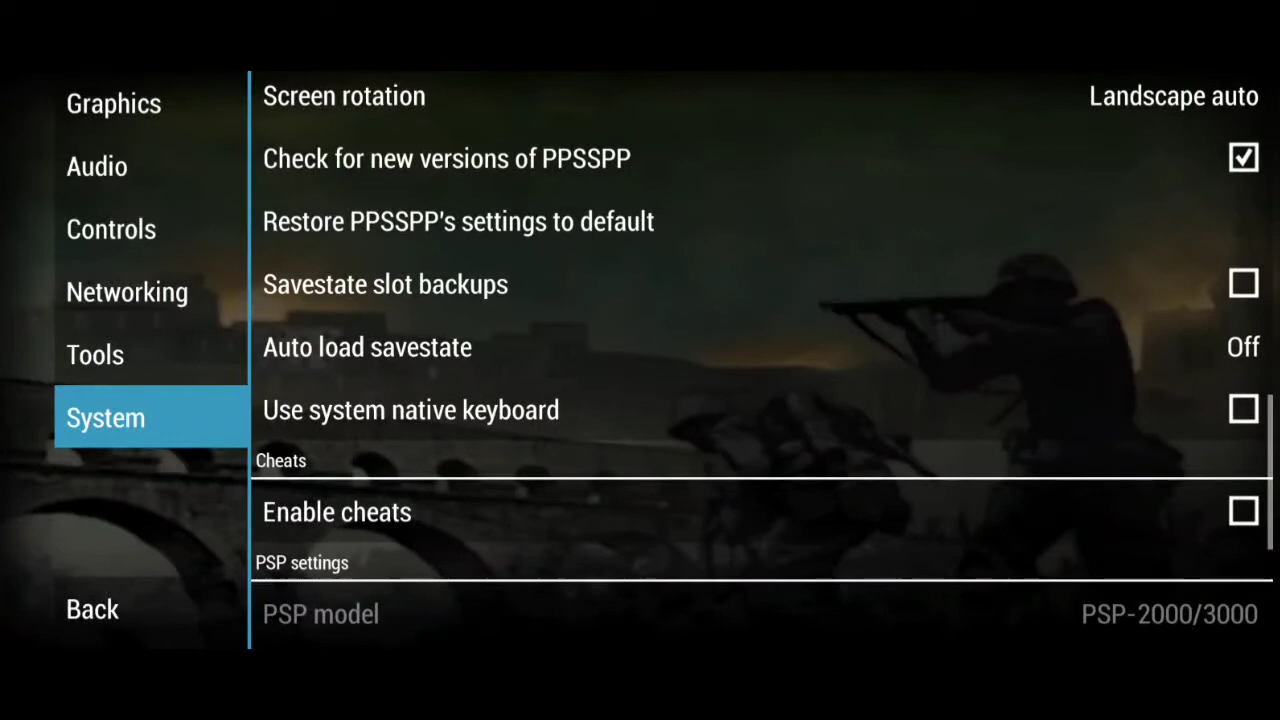 Graphics
Audio
Controls
Networking
Tools
System
Back
Screen rotation Landscape auto
Check for new versions of PPSSPP
Restore PPSSPP's settings to default
Savestate slot backups
Auto load savestate Off
Use system native keyboard
Cheats
Enable cheats
PSP settings
PSP model PSP-2000/3000